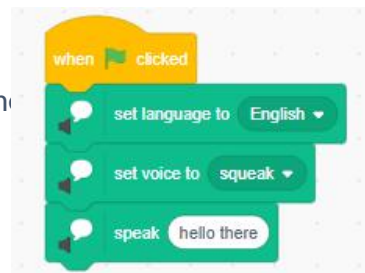 when clicked
set language to English
set voice to squeak
speak hello there